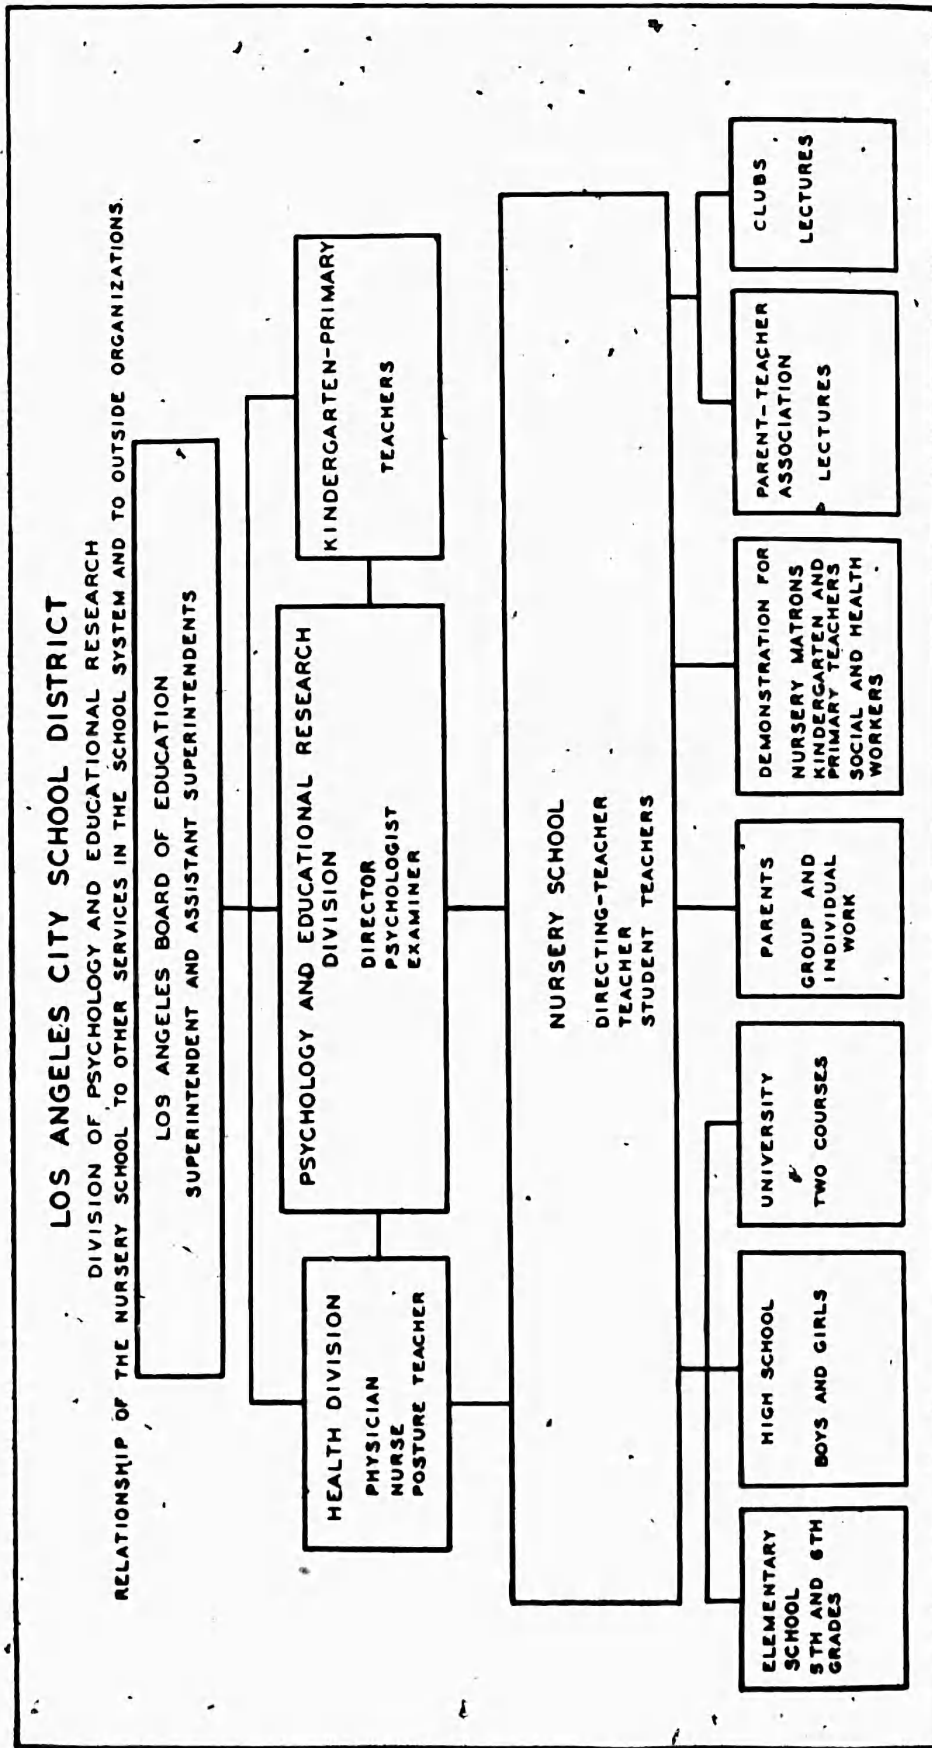 LOS ANGELES CITY SCHOOL DISTRICT
DIVISION OF PSYCHOLOGY AND EDUCATIONAL RESEARCH
RELATIONSHIP OF THE NURSERY SCHOOL TO OTHER SERVICES IN THE SCHOOL SYSTEM AND TO OUTSIDE ORGANIZATIONS.
LOS ANGELES BOARD OF EDUCATION
SUPERINTENDENT AND ASSISTANT SUPERINTENDENTS
HEALTH DIVISION
PHYSICIAN
NURSE
POSTURE TEACHER
PSYCHOLOGY AND EDUCATIONAL RESEARCH
DIVISION
DIRECTOR
PSYCHOLOGIST
EXAMINER
KINDERGARTEN-PRIMARY
TEACHERS
NURSERY SCHOOL
DIRECTING-TEACHER
TEACHER
STUDENT TEACHERS
ELEMENTARY
SCHOOL
5TH AND 6TH
GRADES
HIGH SCHOOL
BOYS AND GIRLS
UNIVERSITY
TWO COURSES
PARENTS
GROUP AND
INDIVIDUAL
WORK
DEMONSTRATION FOR
NURSERY MATRONS
KINDERGARTEN AND
PRIMARY TEACHERS
SOCIAL AND HEALTH
WORKERS
PARENT-TEACHER
ASSOCIATION
LECTURES
CLUBS
LECTURES